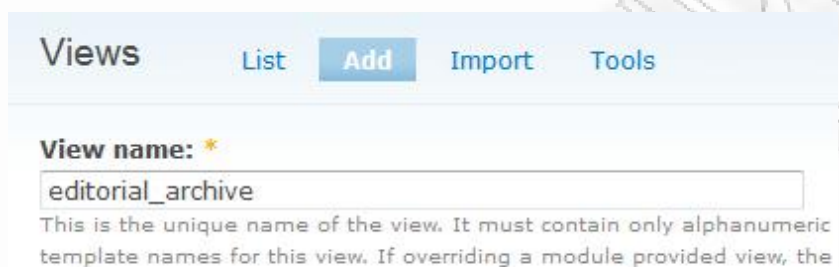 Views List Add Import Tools
View name: *
editorial_archive
This is the unique name of the view. It must contain only alphanumeric
template names for this view. If overriding a module provided view, the